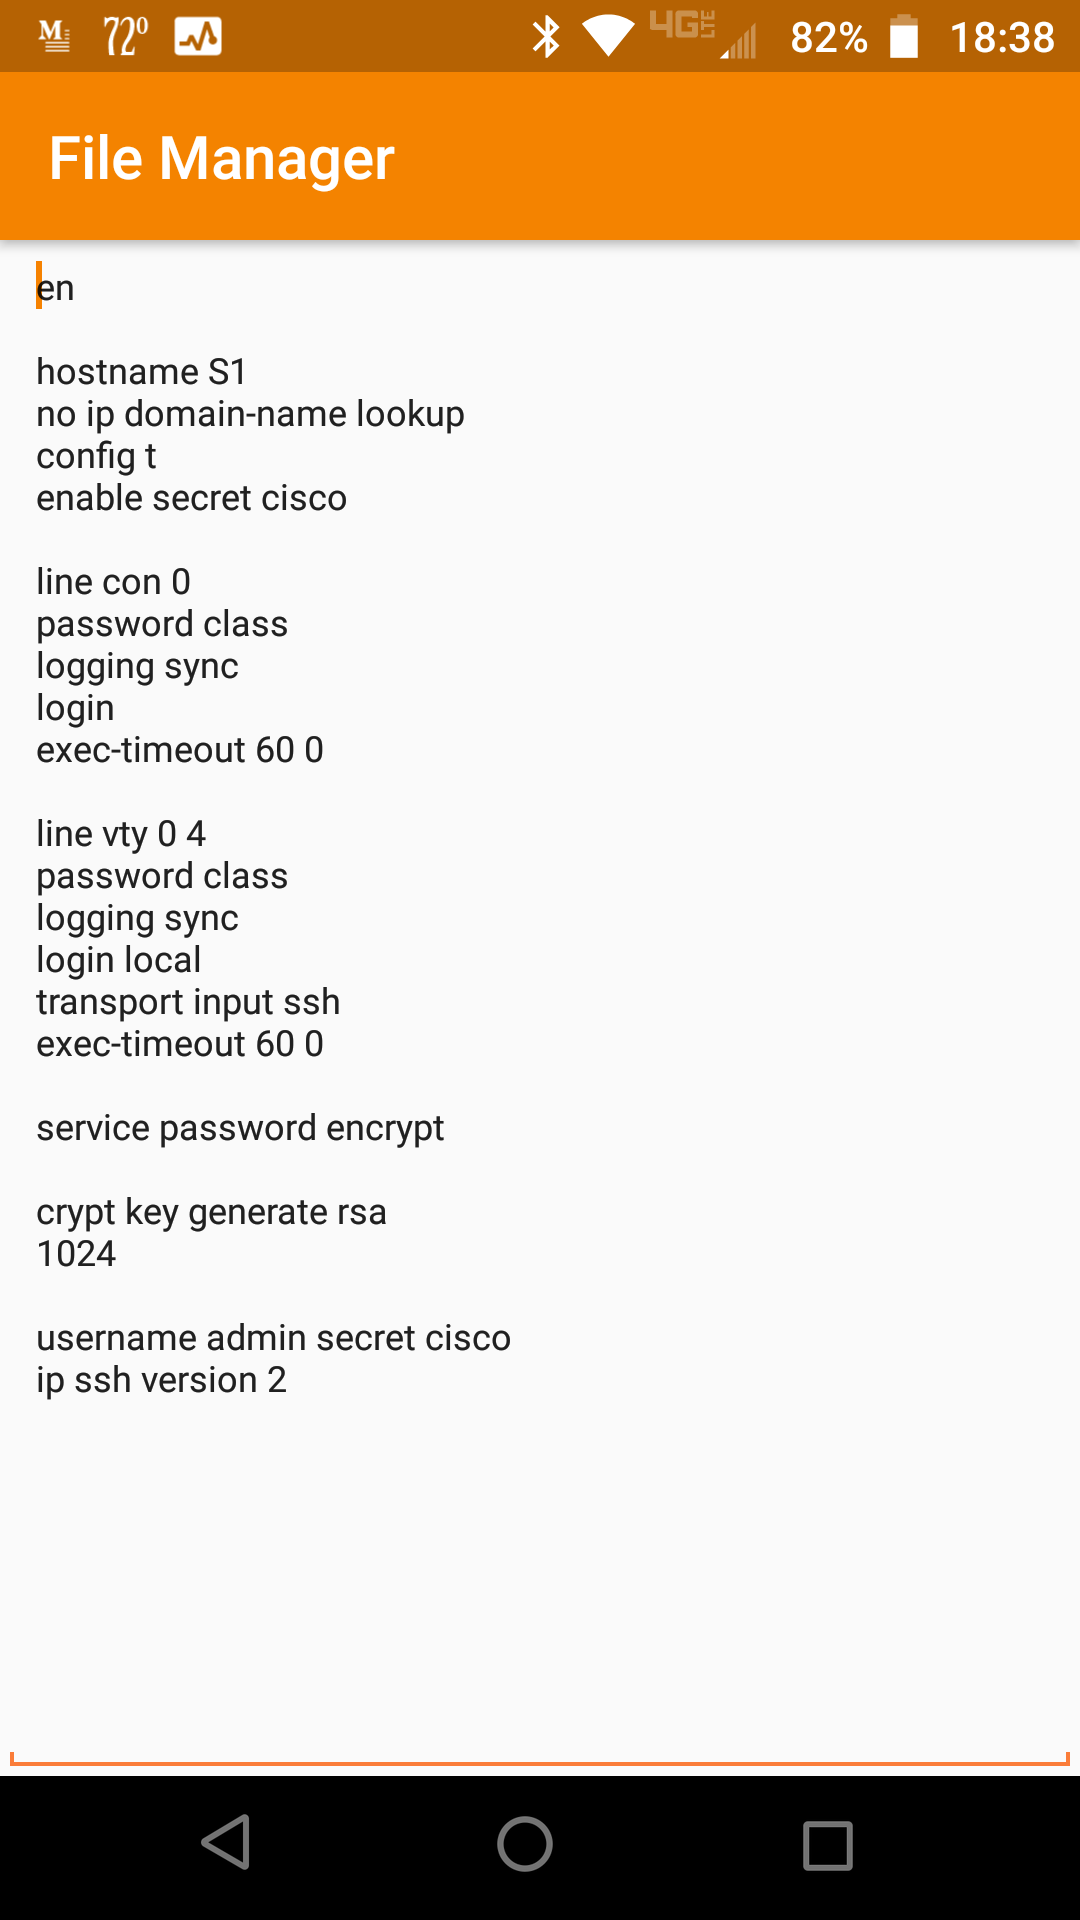 M
72º
4G LTE
82%
18:38
File Manager
en
hostname S1
no ip domain-name lookup
config t
enable secret cisco
line con 0
password class
logging sync
login
exec-timeout 60 0
line vty 0 4
password class
logging sync
login local
transport input ssh
exec-timeout 60 0
service password encrypt
crypt key generate rsa
1024
username admin secret cisco
ip ssh version 2